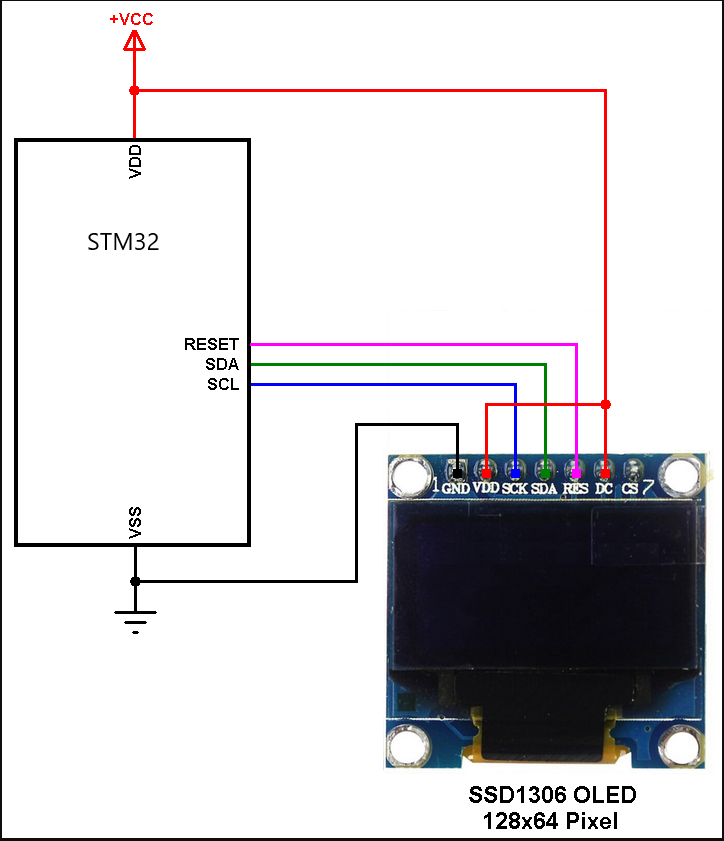 +VCC
VDD
STM32
RESET
SDA
SCL
VSS
1 GND VDD SCK SDA RES DC CS 7
SSD1306 OLED
128x64 Pixel